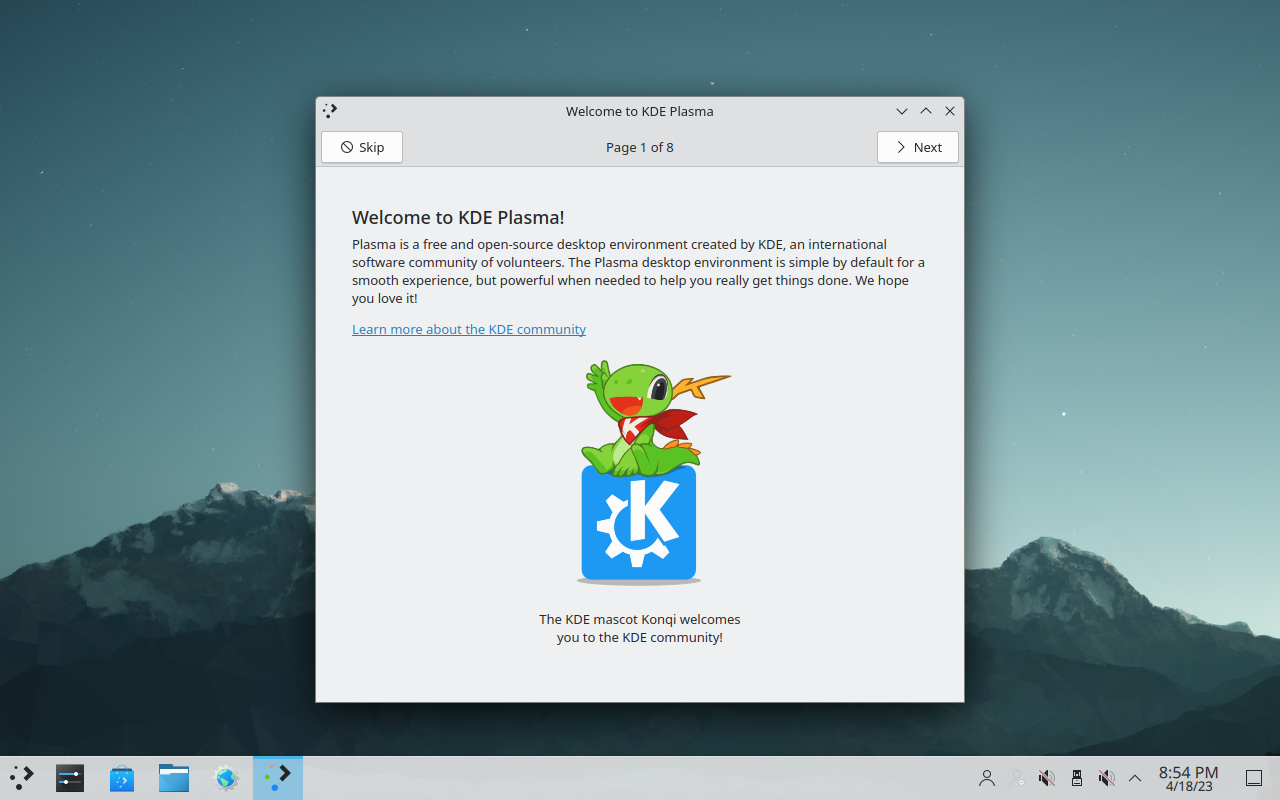 Welcome to KDE Plasma
Skip
Page 1 of 8
Next
Welcome to KDE Plasma!
Plasma is a free and open-source desktop environment created by KDE, an international
software community of volunteers. The Plasma desktop environment is simple by default for a
smooth experience, but powerful when needed to help you really get things done. We hope
you love it!
Learn more about the KDE community
K
K
The KDE mascot Konqi welcomes
you to the KDE community!
8:54 PM
4/18/23